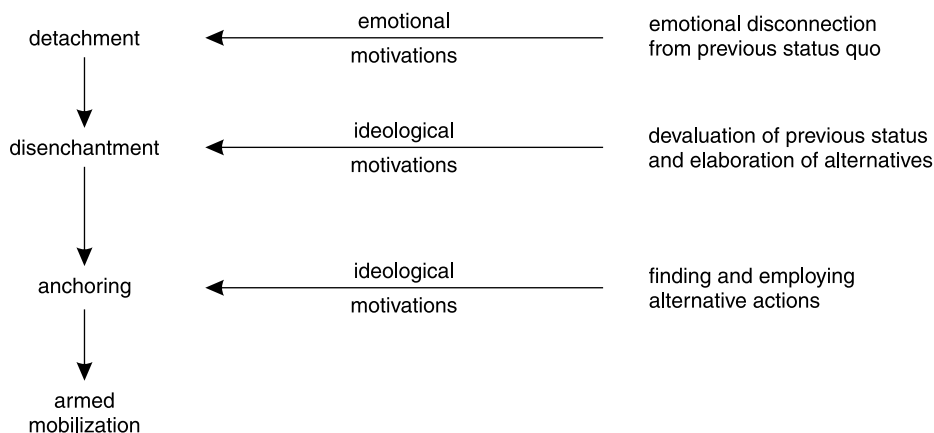 detachment
emotional
motivations
emotional disconnection
from previous status quo
disenchantment
ideological
motivations
devaluation of previous status
and elaboration of alternatives
anchoring
ideological
motivations
finding and employing
alternative actions
armed
mobilization